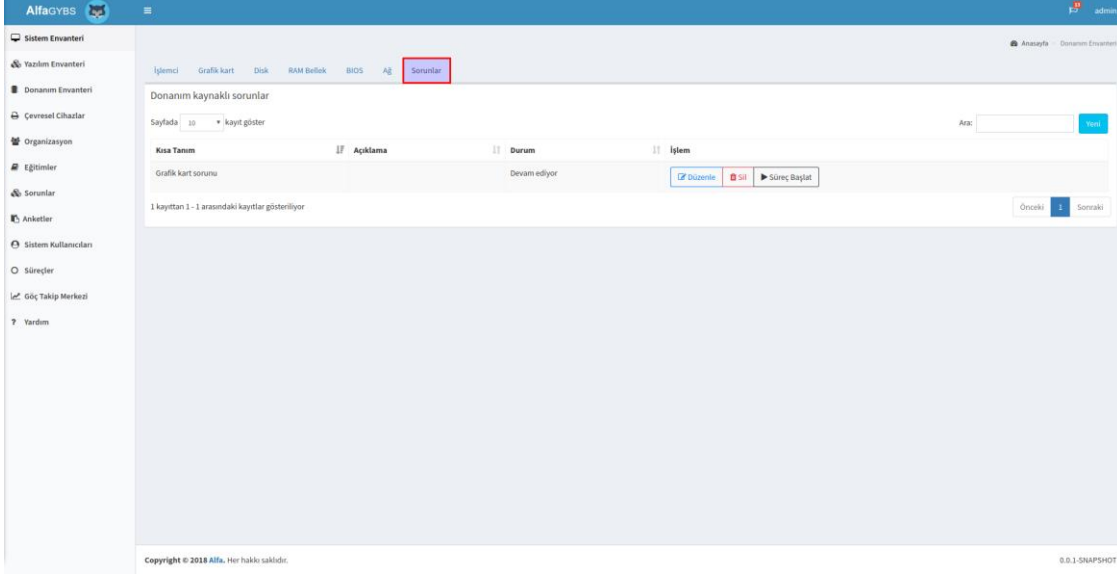 AlfaGYBS
admin
Sistem Envanteri
Yazılım Envanteri
Donanım Envanteri
Çevresel Cihazlar
Organizasyon
Eğitimler
Sorunlar
Anketler
Sistem Kullanıcıları
Süreçler
Göç Takip Merkezi
? Yardım
Anasayfa Donanım Envanteri
İşlemci Grafik kart Disk RAM Bellek BIOS Ağ Sorunlar
Donanım kaynaklı sorunlar
Sayfada 10 kayıt göster Ara: Yeni
Kısa Tanım Açıklama Durum İşlem
Grafik kart sorunu Devam ediyor Düzenle Sil Süreç Başlat
1 kayıttan 1 - 1 arasındaki kayıtlar gösteriliyor Önceki 1 Sonraki
Copyright © 2018 Alfa. Her hakkı saklıdır. 0.0.1-SNAPSHOT